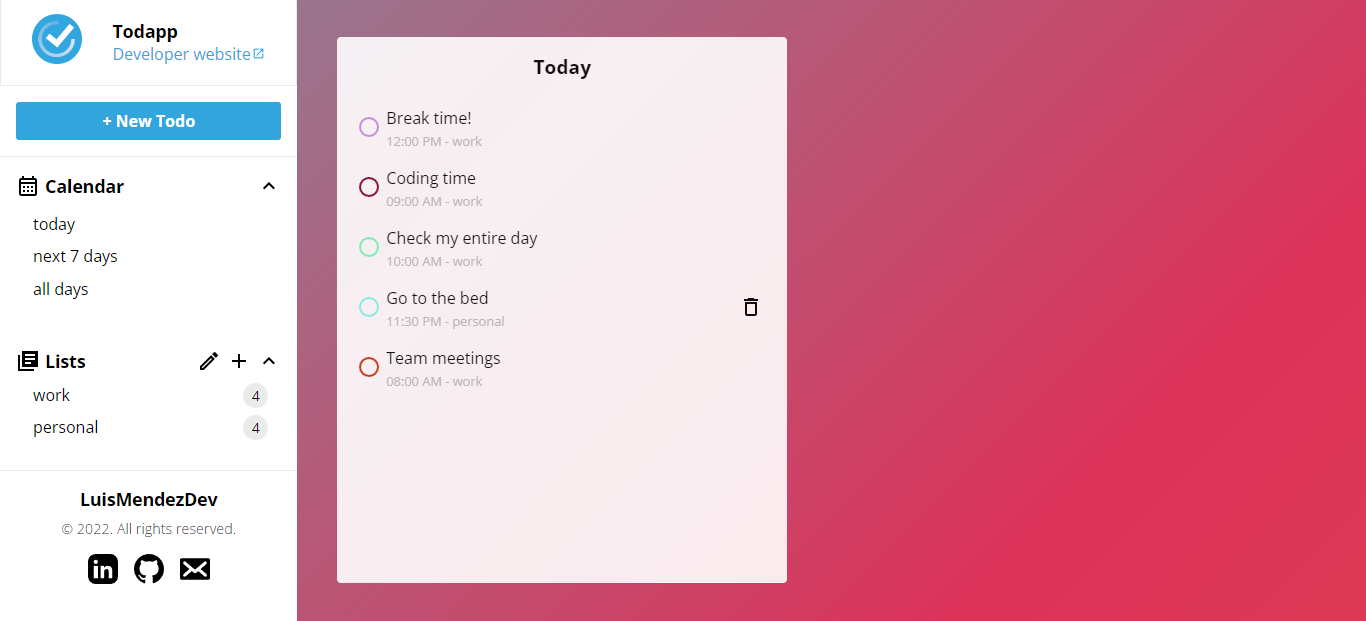 Todapp
Developer website
+ New Todo
Calendar
today
next 7 days
all days
Lists
work 4
personal 4
LuisMendezDev
© 2022. All rights reserved.
in
Today
Break time!
12:00 PM - work
Coding time
09:00 AM - work
Check my entire day
10:00 AM - work
Go to the bed
11:30 PM - personal
Team meetings
08:00 AM - work